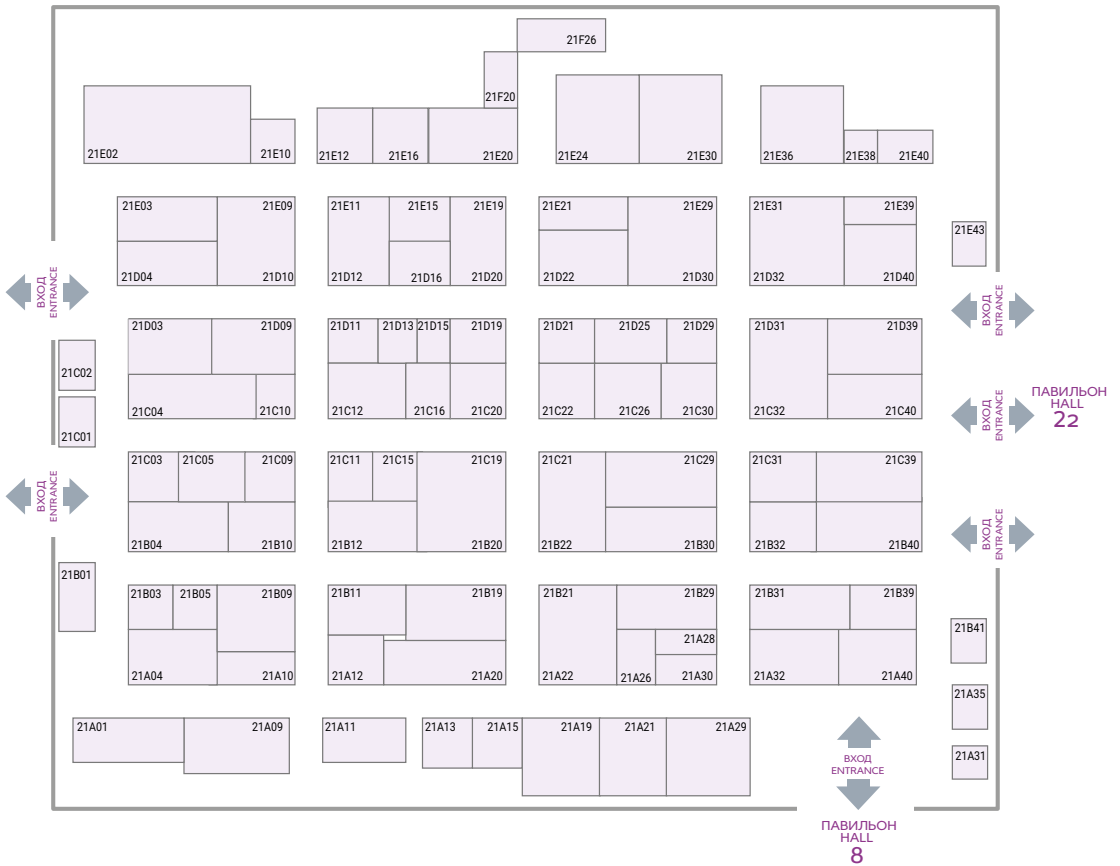 21F26
21F20
21E02
21E10
21E12
21E16
21E20
21E24
21E30
21E36
21E38
21E40
21E03
21E09
21E11
21E15
21E19
21E21
21E29
21E31
21E39
21E43
21D04
21D10
21D12
21D16
21D20
21D22
21D30
21D32
21D40
ВХОД
ENTRANCE
ВХОД
ENTRANCE
21D03
21D09
21D11
21D13
21D15
21D19
21D21
21D25
21D29
21D31
21D39
21C02
21C04
21C10
21C12
21C16
21C20
21C22
21C26
21C30
21C32
21C40
ВХОД
ENTRANCE
ПАВИЛЬОН
HALL
22
21C01
21C03
21C05
21C09
21C11
21C15
21C19
21C21
21C29
21C31
21C39
ВХОД
ENTRANCE
ВХОД
ENTRANCE
21B04
21B10
21B12
21B20
21B22
21B30
21B32
21B40
21B01
21B03
21B05
21B09
21B11
21B19
21B21
21B29
21B31
21B39
21B41
21A28
21A04
21A10
21A12
21A20
21A22
21A26
21A30
21A32
21A40
21A35
21A01
21A09
21A11
21A13
21A15
21A19
21A21
21A29
21A31
ВХОД
ENTRANCE
ПАВИЛЬОН
HALL
8